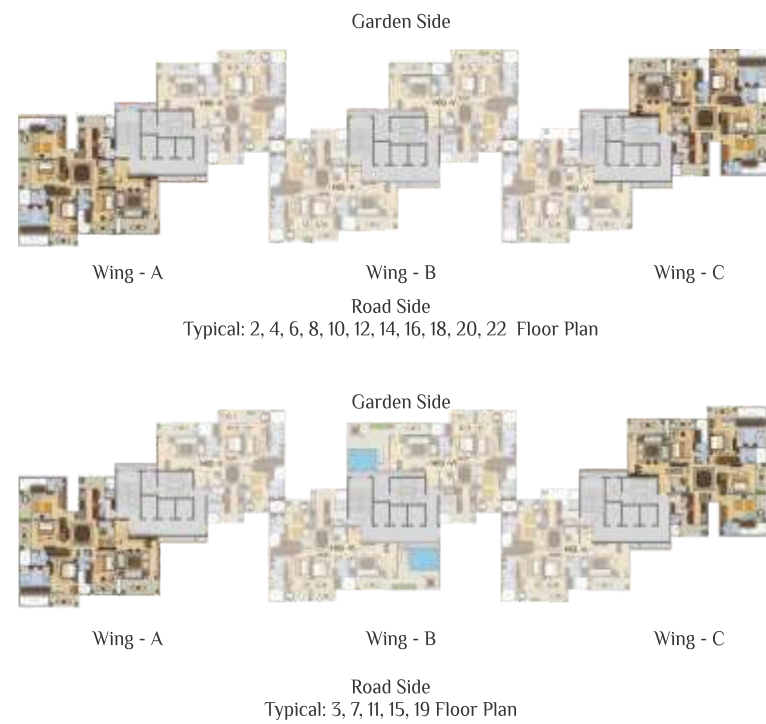 Garden Side
Wing - A
Wing - B
Wing - C
Road Side
Typical: 2, 4, 6, 8, 10, 12, 14, 16, 18, 20, 22 Floor Plan
Garden Side
Wing - A
Wing - B
Wing - C
Road Side
Typical: 3, 7, 11, 15, 19 Floor Plan